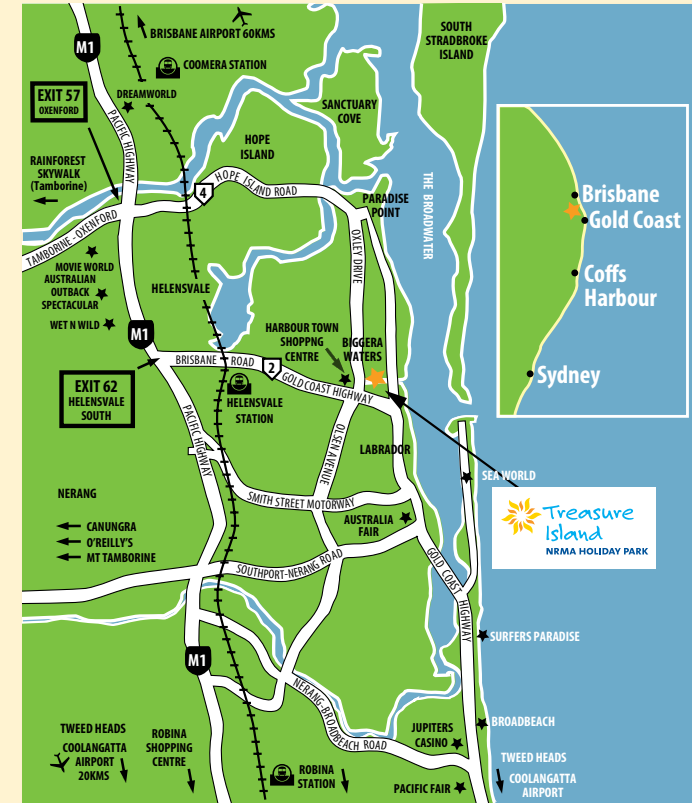 BRISBANE AIRPORT 60KMS
M1
COOMERA STATION
SOUTH
STRADBROKE
ISLAND
EXIT 57
OXENFORD
DREAMWORLD
PACIFIC HIGHWAY
SANCTUARY
COVE
HOPE
ISLAND
RAINFOREST
SKYWALK
(Tamborine)
4
HOPE ISLAND ROAD
THE BROADWATER
PARADISE
POINT
TAMBORINE-OXENFORD
OXLEY DRIVE
MOVIE WORLD
AUSTRALIAN
OUTBACK
SPECTACULAR
WET N WILD
HELENSVALE
M1
HARBOUR TOWN
SHOPPNG
CENTRE
BIGGERA
WATERS
BRISBANE ROAD
2
GOLD COAST HIGHWAY
EXIT 62
HELENSVALE
SOUTH
HELENSVALE
STATION
PACIFIC HIGHWAY
OLSEN AVENUE
LABRADOR
Brisbane
Gold Coast
Coffs
Harbour
Sydney
SEA WORLD
NERANG
CANUNGRA
O'REILLY'S
MT TAMBORINE
SMITH STREET MOTORWAY
AUSTRALIA
FAIR
Treasure
Island
NRMA HOLIDAY PARK
SOUTHPORT-NERANG ROAD
GOLD COAST HIGHWAY
SURFERS PARADISE
M1
NERANG-BROADBEACH ROAD
BROADBEACH
JUPITERS
CASINO
TWEED HEADS
COOLANGATTA
AIRPORT
20KMS
ROBINA
SHOPPING
CENTRE
ROBINA
STATION
PACIFIC FAIR
TWEED HEADS
COOLANGATTA
AIRPORT